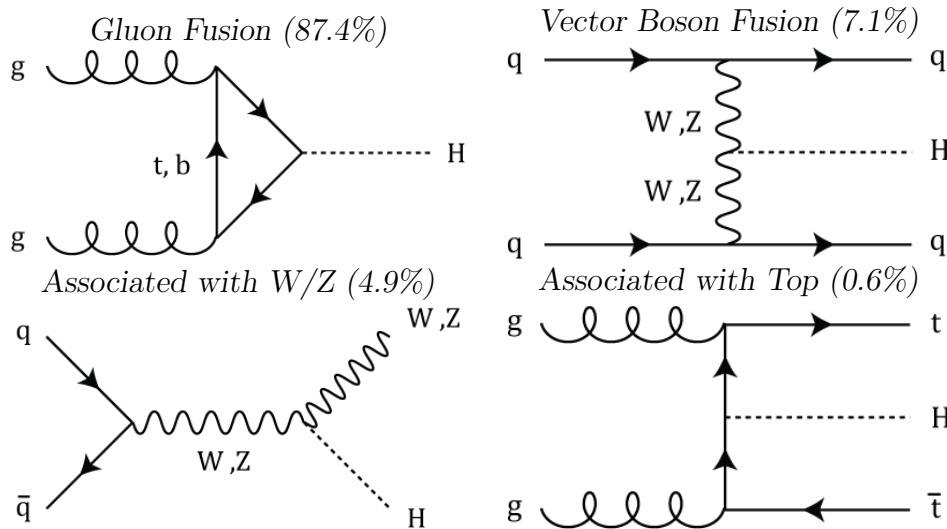 Gluon Fusion (87.4%)
g
t, b
H
g
Vector Boson Fusion (7.1%)
q
q
W ,Z
H
W ,Z
q
q
Associated with W/Z (4.9%)
W ,Z
q
W ,Z
q̄
H
Associated with Top (0.6%)
g
t
H
g
t̄